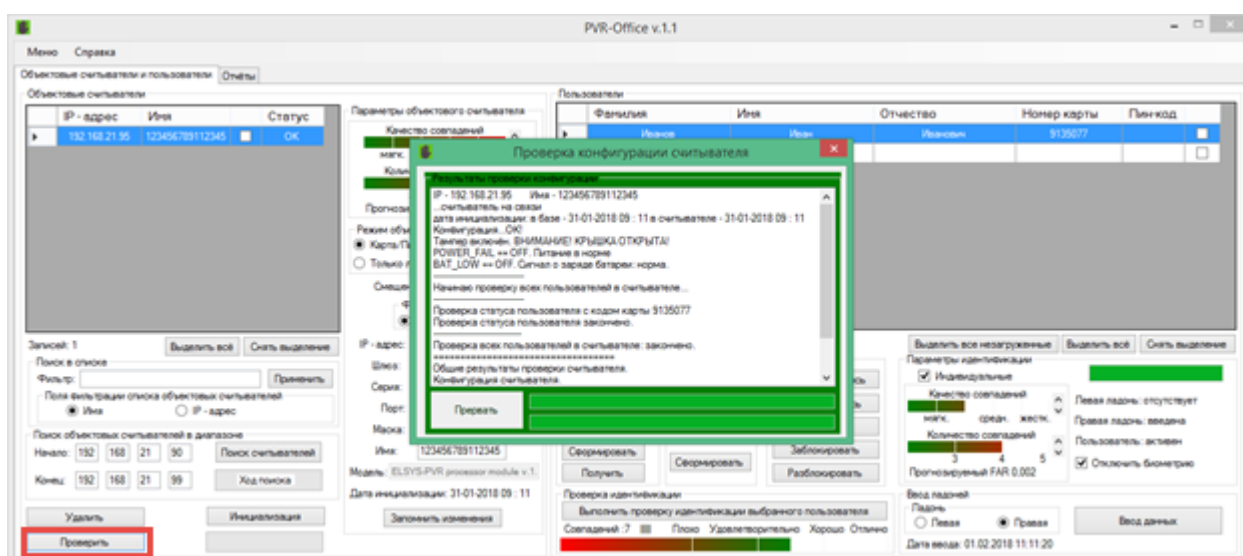 PVR-Office v.1.1
Меню Справка
Объектовые считыватели и пользователи Отчёты
Объектовые считыватели
IP - адрес Имя Статус
192.168.21.95 123456789112345 OK
Параметры объектового считывателя
Качество совпадений
мягк.
Режим
Карта/П
Только
IP - адрес:
Шлюз:
Серия:
Порт:
Маска:
Имя: 123456789112345
Модель: ELSYS-PVR processor module v.1.
Дата инициализации: 31-01-2018 09 : 11
Запомнить изменения
Пользователи
Фамилия Имя Отчество Номер карты Пин-код
Иванов Иван Иванович 9135077
Проверка конфигурации считывателя
Результаты проверки конфигурации
IP - 192.168.21.95 Имя - 123456789112345
...считыватель на связи
дата инициализации: в базе - 31-01-2018 09 : 11 в считывателе - 31-01-2018 09 : 11
Конфигурация...OK!
Тампер включён. ВНИМАНИЕ! КРЫШКА ОТКРЫТА!
POWER_FAIL == OFF. Питание в норме
BAT_LOW == OFF. Сигнал о заряде батареи: норма.
Начинаю проверку всех пользователей в считывателе...
Проверка статуса пользователя с кодом карты 9135077
Проверка статуса пользователя закончено.
Проверка всех пользователей в считывателе: закончено.
Общие результаты проверки считывателя.
Конфигурация считывателя.
Прервать
Записей: 1 Выделить всё Снять выделение
Поиск в списке
Фильтр: Применить
Поля фильтрации списка объектовых считывателей
Имя IP - адрес
Поиск объектовых считывателей в диапазоне
Начало: 192 168 21 90 Поиск считывателей
Конец: 192 168 21 99 Ход поиска
Удалить Инициализация
Проверить
Сформировать Сформировать Заблокировать
Получить Разблокировать
Проверка идентификации
Выполнить проверку идентификации выбранного пользователя
Совпадений :7 Плохо Удовлетворительно Хорошо Отлично
Выделить все незагруженные Выделить всё Снять выделение
Параметры идентификации
Индивидуальные
Качество совпадений
мягк. средн. жестк.
Количество совпадений
3 4 5
Прогнозируемый FAR 0.002
Левая ладонь: отсутствует
Правая ладонь: введена
Пользователь: активен
Отключить биометрию
Ввод ладоней
Ладонь
Левая Правая Ввод данных
Дата ввода: 01.02.2018 11:11:20